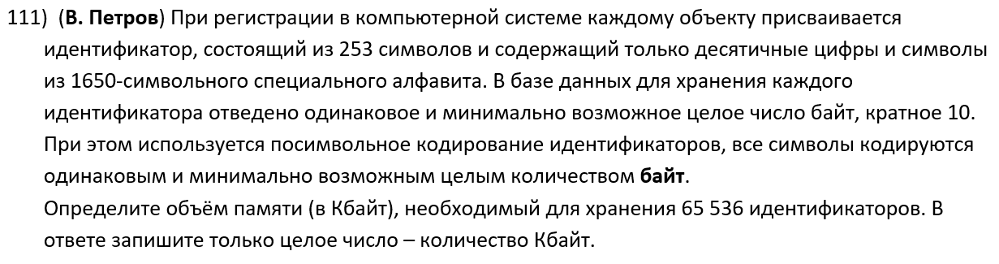 111) (В. Петров) При регистрации в компьютерной системе каждому объекту присваивается
идентификатор, состоящий из 253 символов и содержащий только десятичные цифры и символы
из 1650-символьного специального алфавита. В базе данных для хранения каждого
идентификатора отведено одинаковое и минимально возможное целое число байт, кратное 10.
При этом используется посимвольное кодирование идентификаторов, все символы кодируются
одинаковым и минимально возможным целым количеством байт.
Определите объём памяти (в Кбайт), необходимый для хранения 65 536 идентификаторов. В
ответе запишите только целое число – количество Кбайт.